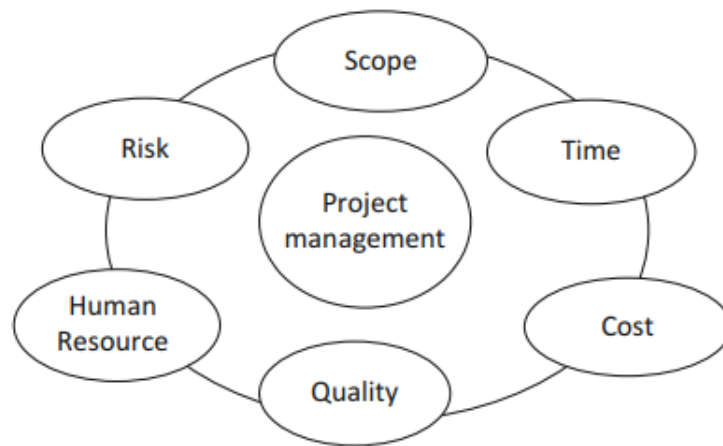 Scope
Risk
Time
Project
management
Human
Resource
Cost
Quality